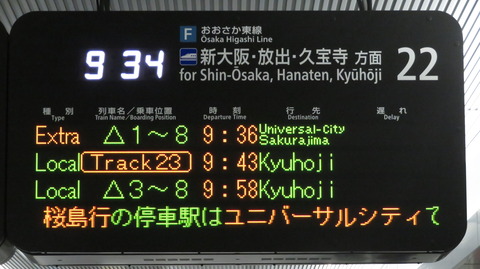 F おおさか東線
Ōsaka Higashi Line
9 34
新大阪・放出・久宝寺 方面
for Shin-Ōsaka, Hanaten, Kyūhōji
22
種別 列車名/乗車位置 時刻 行先 遅れ
Type Train Name/Boarding Position Departure Time Destination Delay
Extra △1~8 9:36 Universal-City Sakurajima
Local Track23 9:43 Kyuhoji
Local △3~8 9:58 Kyuhoji
桜島行の停車駅はユニバーサルシティで